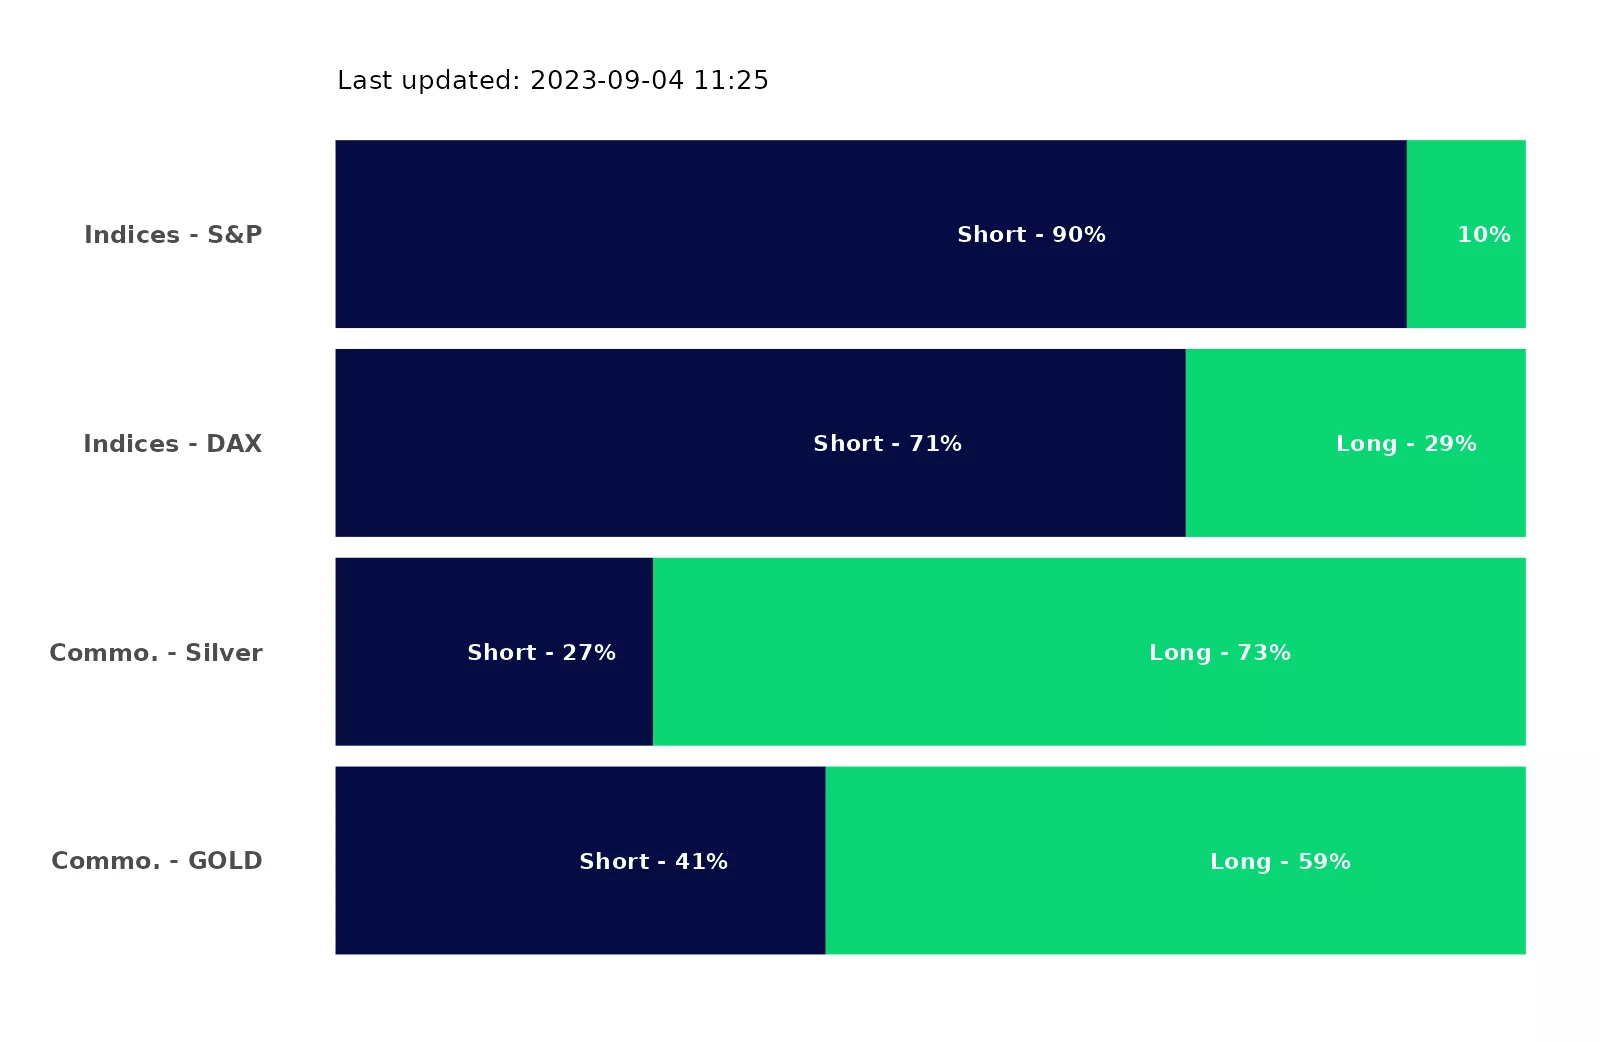 Last updated: 2023-09-04 11:25
Indices - S&P
Short - 90%
10%
Indices - DAX
Short - 71%
Long - 29%
Commo. - Silver
Short - 27%
Long - 73%
Commo. - GOLD
Short - 41%
Long - 59%